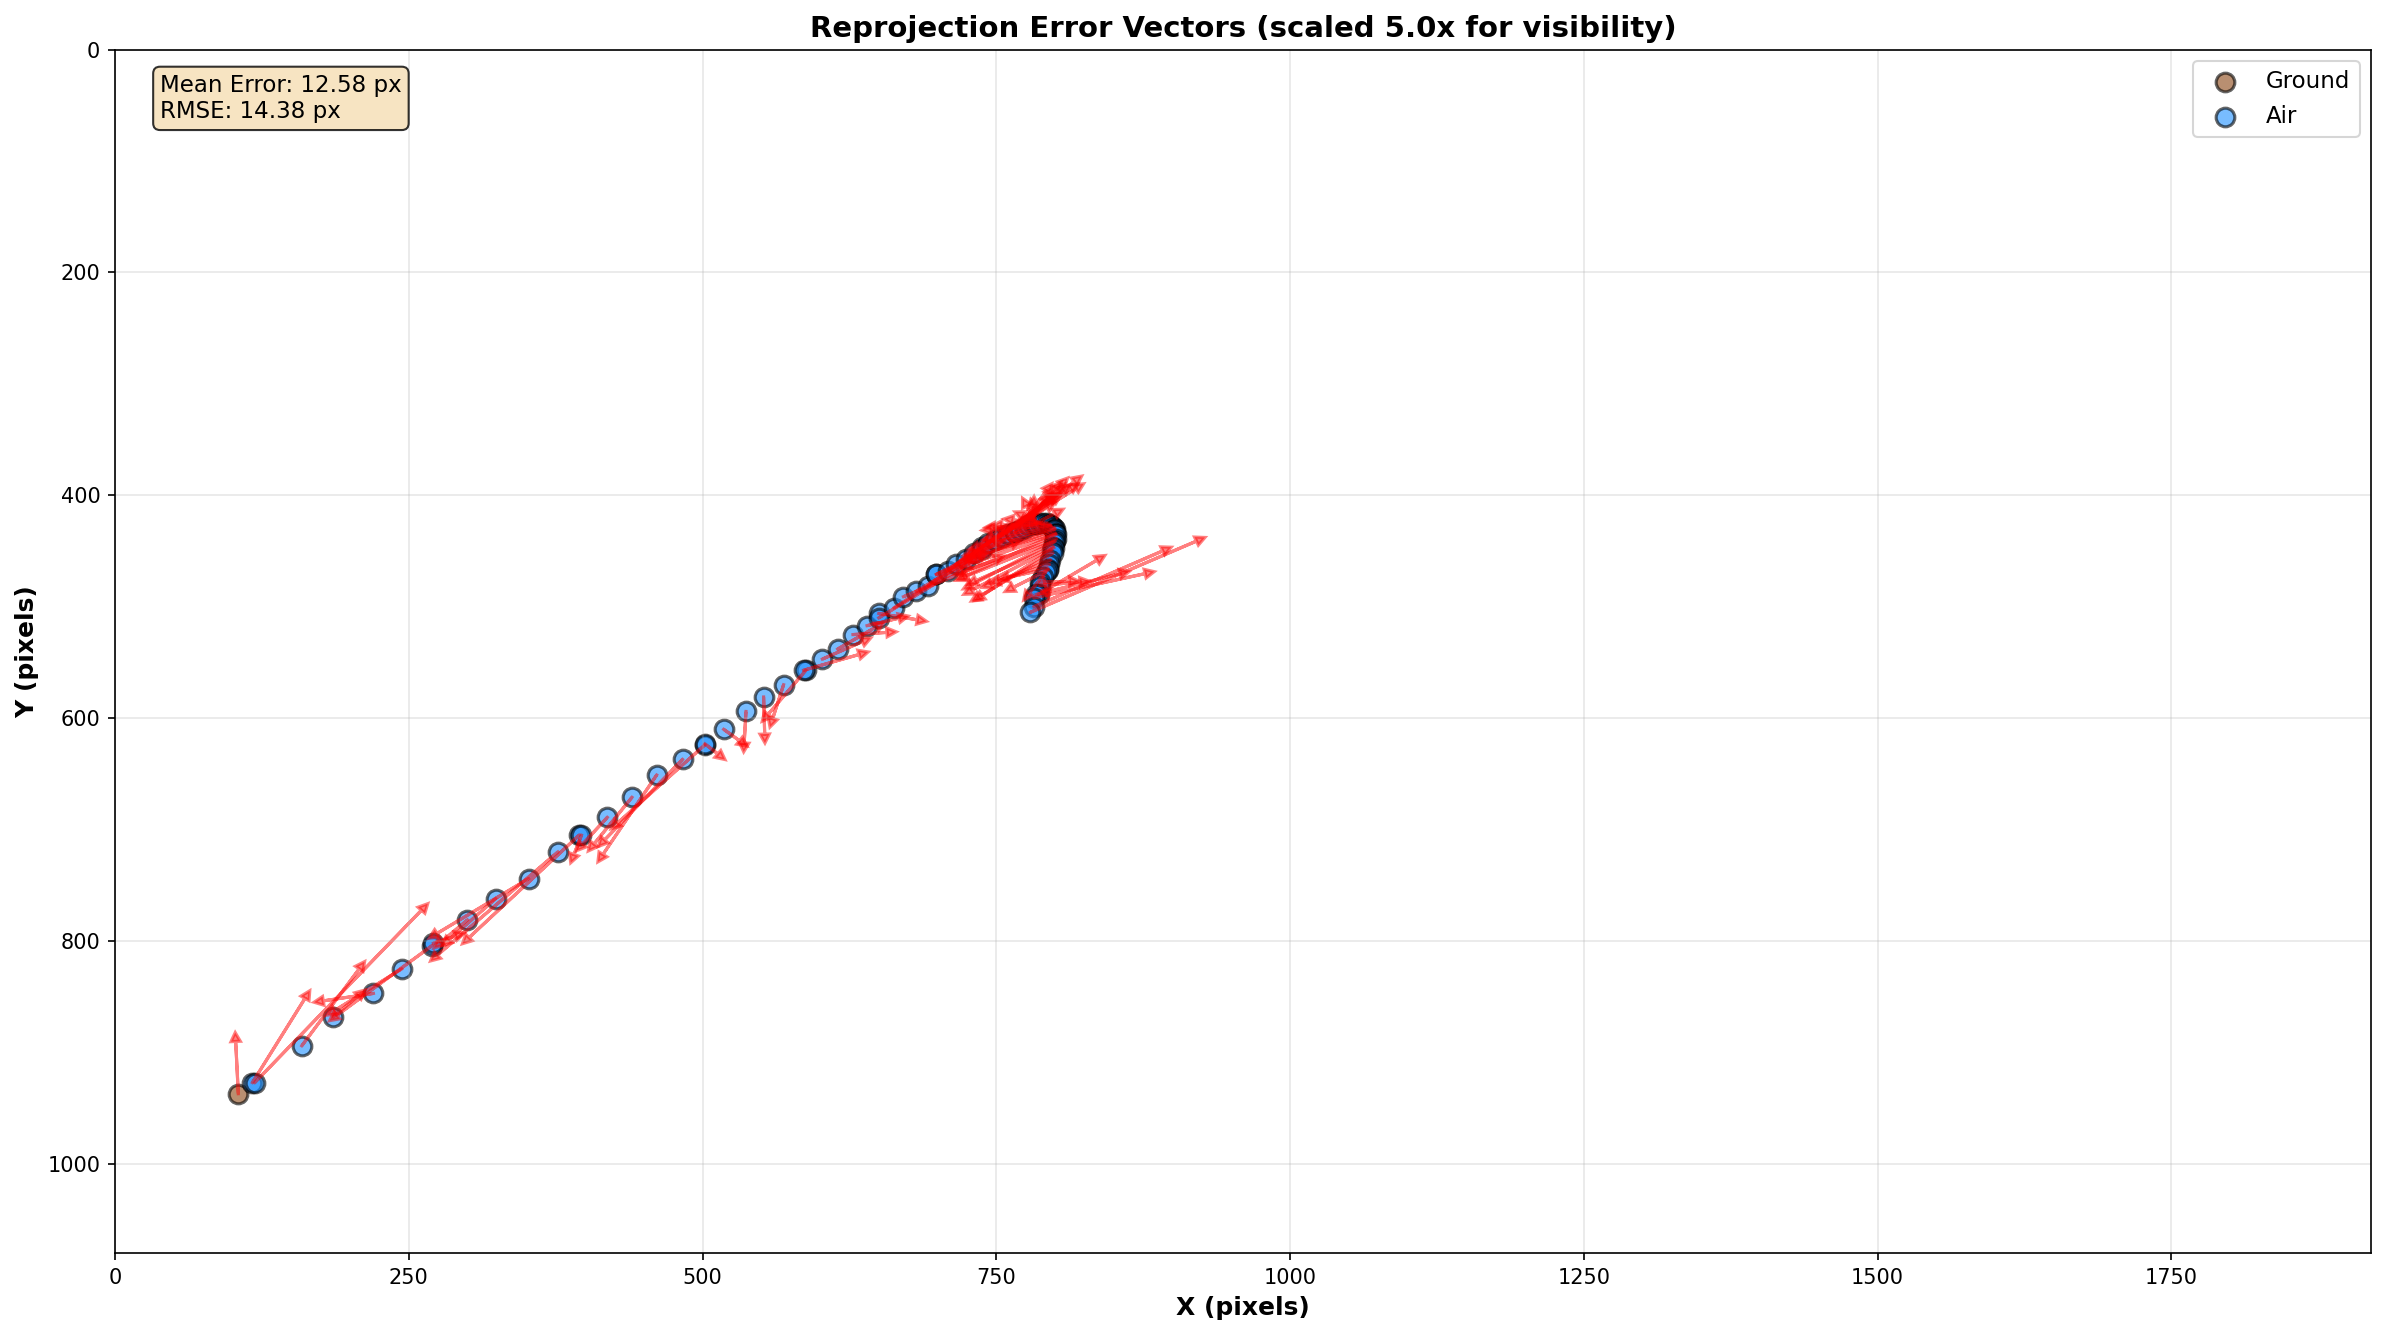 Reprojection Error Vectors (scaled 5.0x for visibility)
Mean Error: 12.58 px
RMSE: 14.38 px
Ground
Air
0
200
400
600
800
1000
Y (pixels)
0
250
500
750
1000
1250
1500
1750
X (pixels)